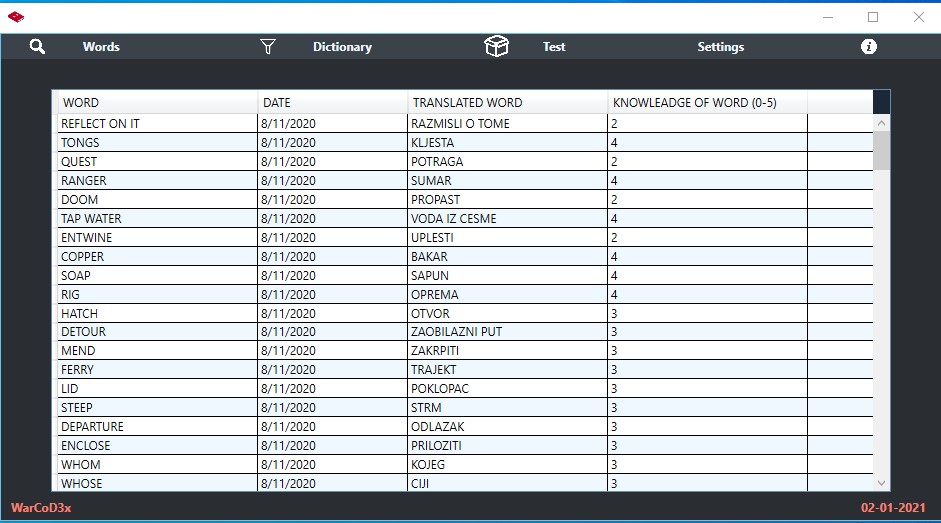 Words Dictionary Test Settings
WORD DATE TRANSLATED WORD KNOWLEADGE OF WORD (0-5)
REFLECT ON IT 8/11/2020 RAZMISLI O TOME 2
TONGS 8/11/2020 KLJESTA 4
QUEST 8/11/2020 POTRAGA 2
RANGER 8/11/2020 SUMAR 4
DOOM 8/11/2020 PROPAST 2
TAP WATER 8/11/2020 VODA IZ CESME 4
ENTWINE 8/11/2020 UPLESTI 2
COPPER 8/11/2020 BAKAR 4
SOAP 8/11/2020 SAPUN 4
RIG 8/11/2020 OPREMA 4
HATCH 8/11/2020 OTVOR 3
DETOUR 8/11/2020 ZAOBILAZNI PUT 3
MEND 8/11/2020 ZAKRPITI 3
FERRY 8/11/2020 TRAJEKT 3
LID 8/11/2020 POKLOPAC 3
STEEP 8/11/2020 STRM 3
DEPARTURE 8/11/2020 ODLAZAK 3
ENCLOSE 8/11/2020 PRILOZITI 3
WHOM 8/11/2020 KOJEG 3
WHOSE 8/11/2020 CIJI 3
WarCoD3x 02-01-2021